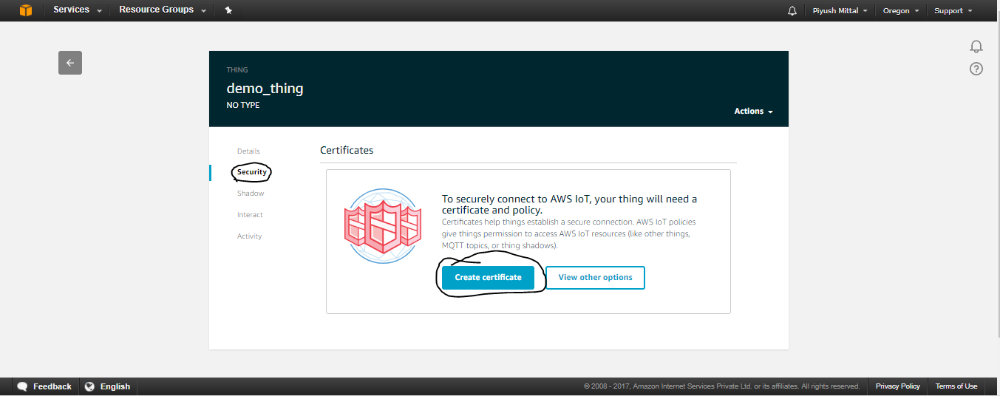 Services Resource Groups Piyush Mittal Oregon Support
THING
demo_thing
NO TYPE
Actions
Details
Security
Shadow
Interact
Activity
Certificates
To securely connect to AWS IoT, your thing will need a
certificate and policy.
Certificates help things establish a secure connection. AWS IoT policies
give things permission to access AWS IoT resources (like other things,
MQTT topics, or thing shadows).
Create certificate View other options
Feedback English © 2008 - 2017, Amazon Internet Services Private Ltd. or its affiliates. All rights reserved. Privacy Policy Terms of Use